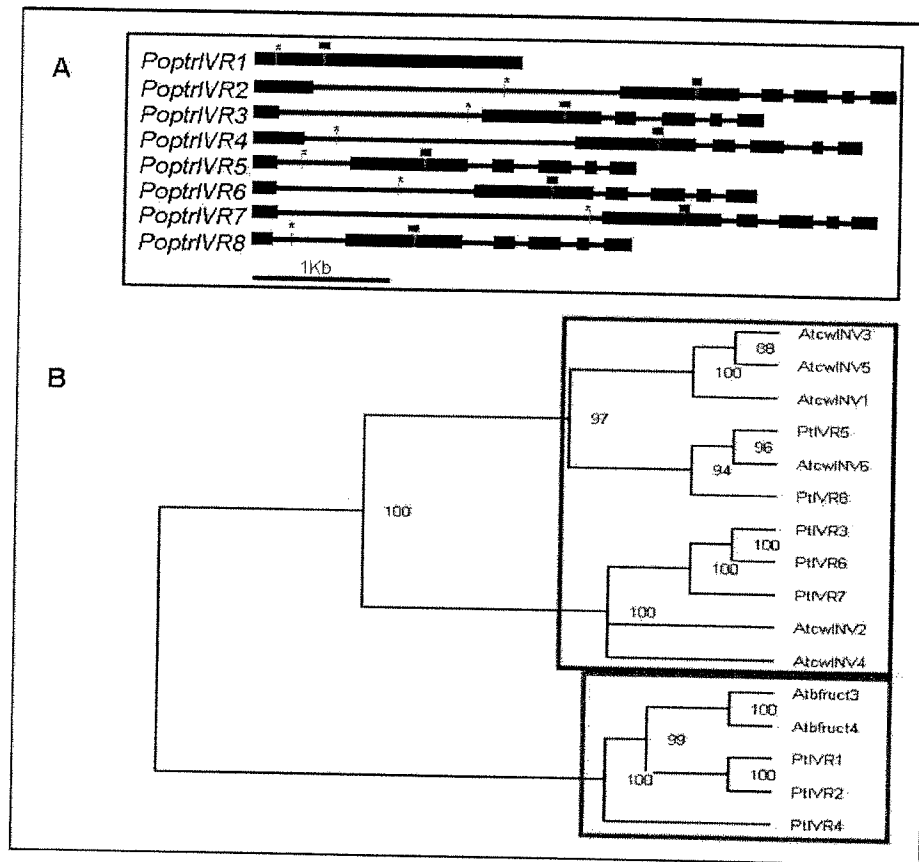 A
PoptrIVR1
PoptrIVR2
PoptrIVR3
PoptrIVR4
PoptrIVR5
PoptrIVR6
PoptrIVR7
PoptrIVR8
1Kb
B
AtcwINV3
88
AtcwINV5
100
AtcwINV1
97
PtIVR5
96
AtcwINV6
94
PtIVR8
100
PtIVR3
100
PtIVR6
100
PtIVR7
100
AtcwINV2
AtcwINV4
Atbfruct3
100
Atbfruct4
99
PtIVR1
100
100
PtIVR2
PtIVR4